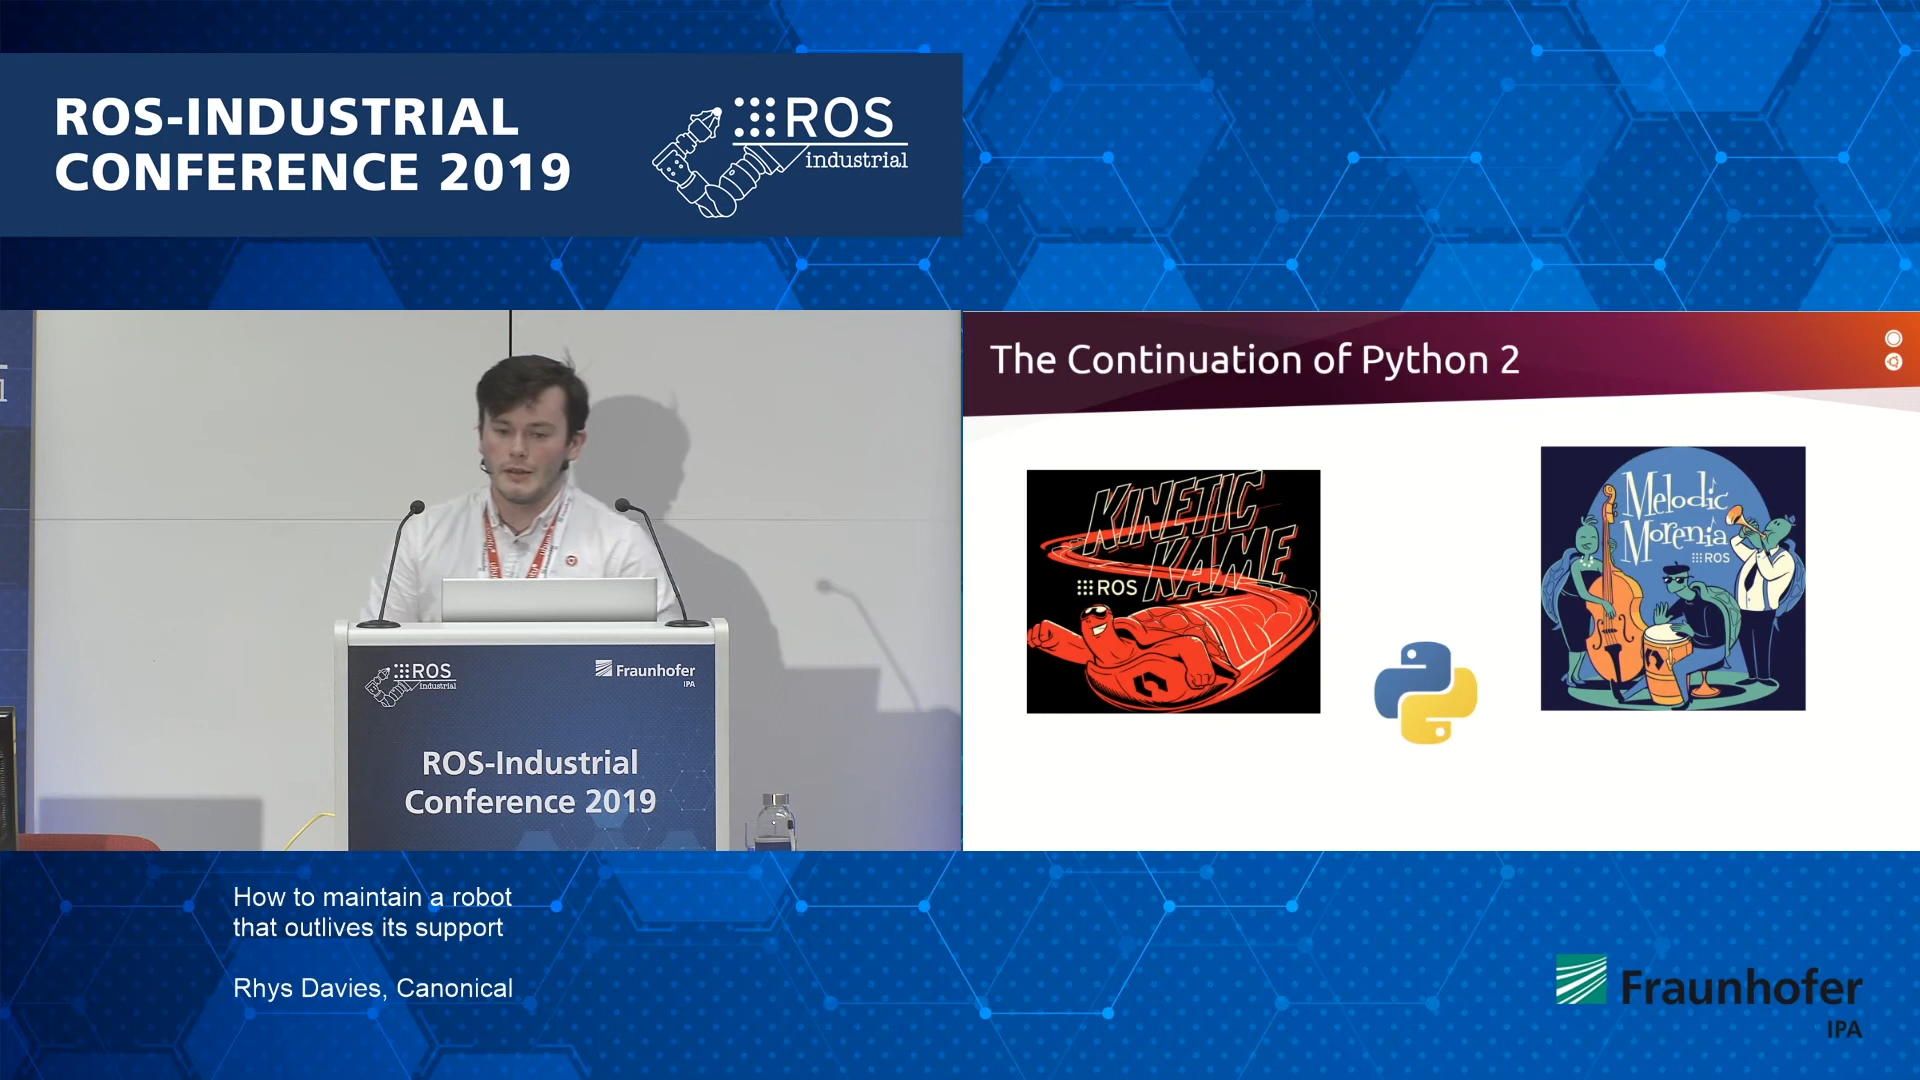 ROS-INDUSTRIAL
CONFERENCE 2019
ROS
industrial
The Continuation of Python 2
KINETIC
KAME
ROS
Melodic
Morenia
ROS
ROS
industrial
Fraunhofer
IPA
ROS-Industrial
Conference 2019
How to maintain a robot
that outlives its support
Rhys Davies, Canonical
Fraunhofer
IPA